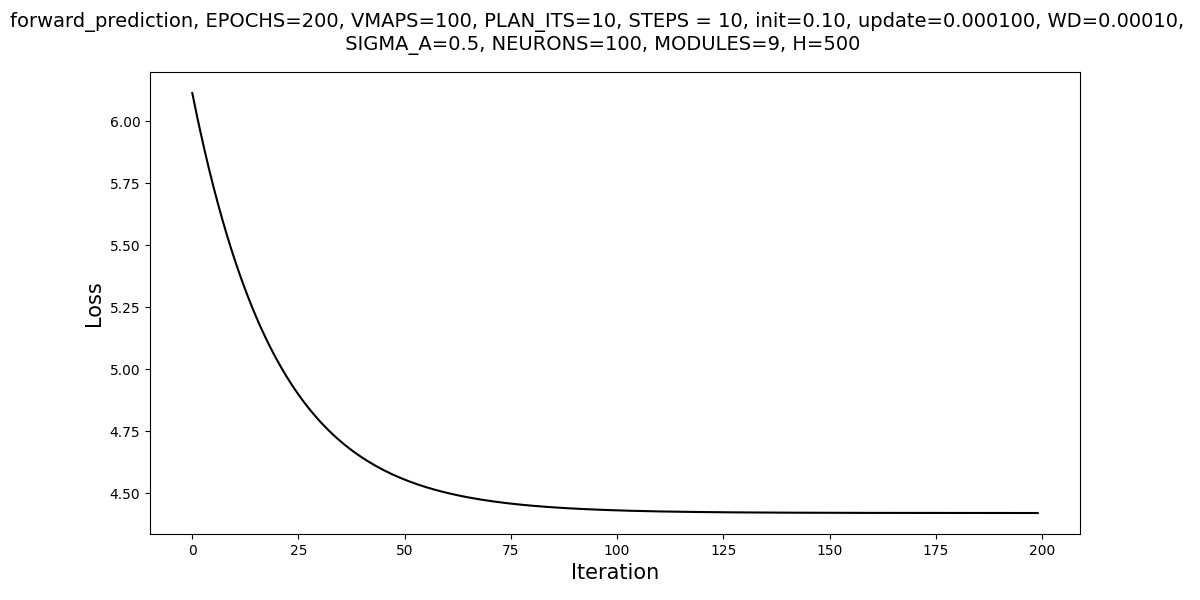 forward_prediction, EPOCHS=200, VMAPS=100, PLAN_ITS=10, STEPS = 10, init=0.10, update=0.000100, WD=0.00010,
SIGMA_A=0.5, NEURONS=100, MODULES=9, H=500
6.00
5.75
5.50
5.25
5.00
4.75
4.50
Loss
0 25 50 75 100 125 150 175 200
Iteration